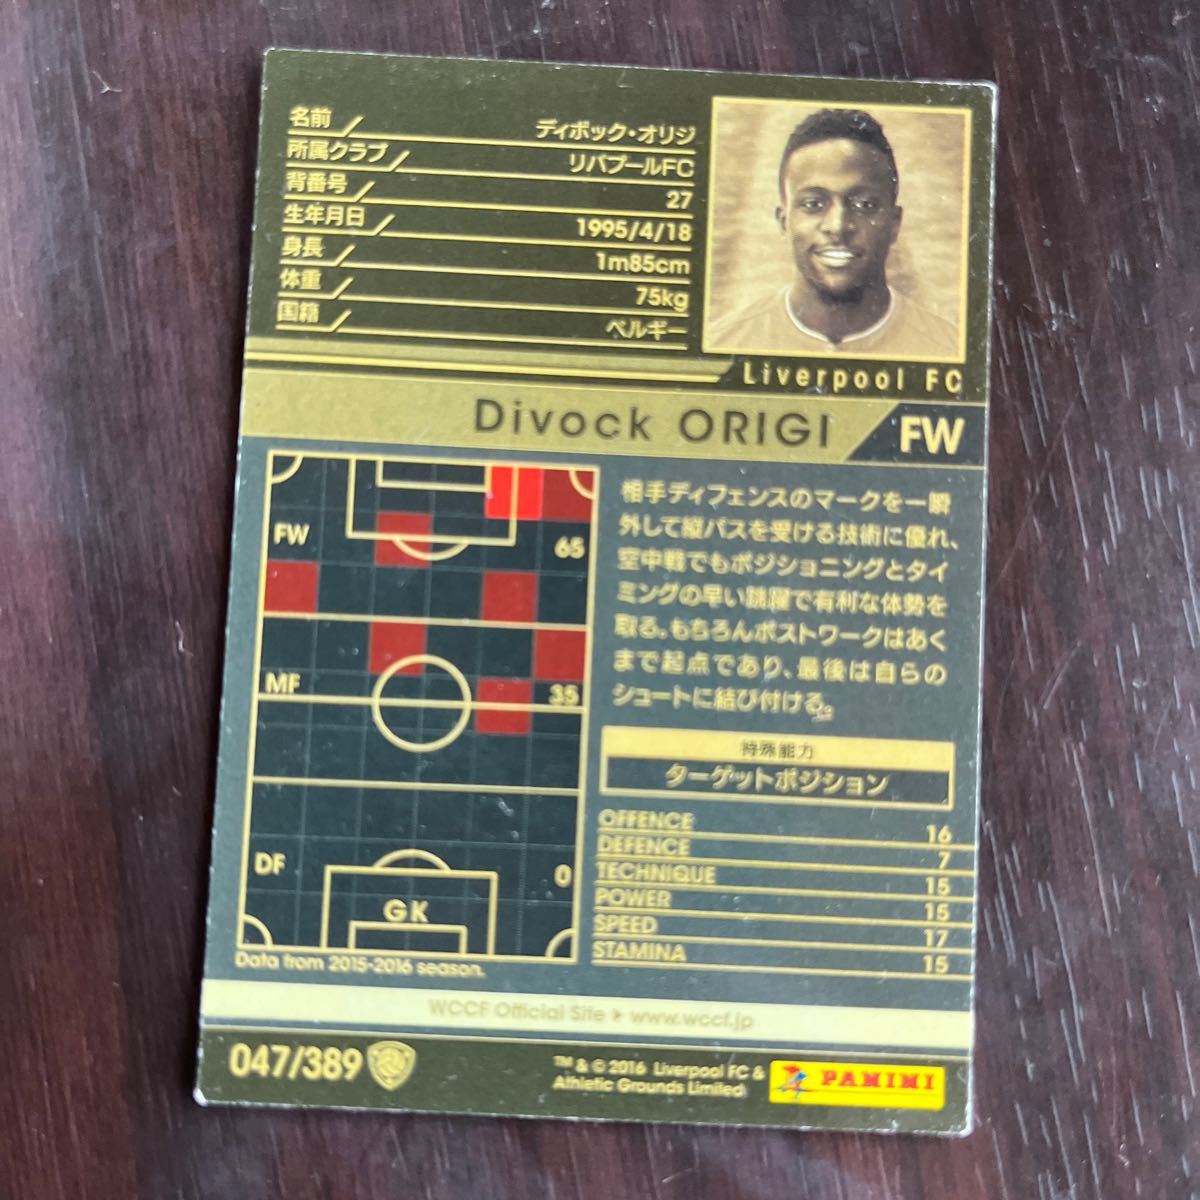 名前 ディボック・オリジ
所属クラブ リバプールFC
背番号 27
生年月日 1995/4/18
身長 1m85cm
体重 75kg
国籍 ベルギー
Liverpool FC
Divock ORIGI FW
FW 65
MF 35
DF 0
GK
Data from 2015-2016 season.
相手ディフェンスのマークを一瞬
外して縦パスを受ける技術に優れ、
空中戦でもポジショニングとタイ
ミングの早い跳躍で有利な体勢を
取る。もちろんポストワークはあく
まで起点であり、最後は自らの
シュートに結び付ける。
特殊能力
ターゲットポジション
OFFENCE 16
DEFENCE 7
TECHNIQUE 15
POWER 15
SPEED 17
STAMINA 15
WCCF Official Site ▶ www.wccf.jp
047/389
™ & © 2016 Liverpool FC &
Athletic Grounds Limited.
PANINI